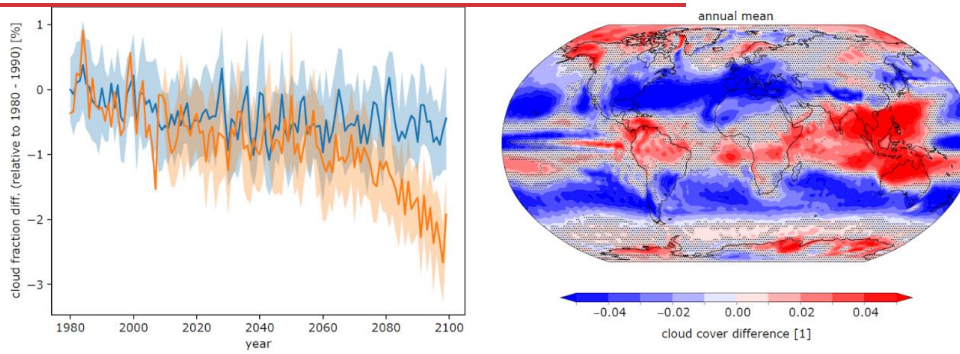 cloud fraction diff. (relative to 1980 - 1990) [%]
1
0
−1
−2
−3
1980 2000 2020 2040 2060 2080 2100
year
annual mean
−0.04 −0.02 0.00 0.02 0.04
cloud cover difference [1]